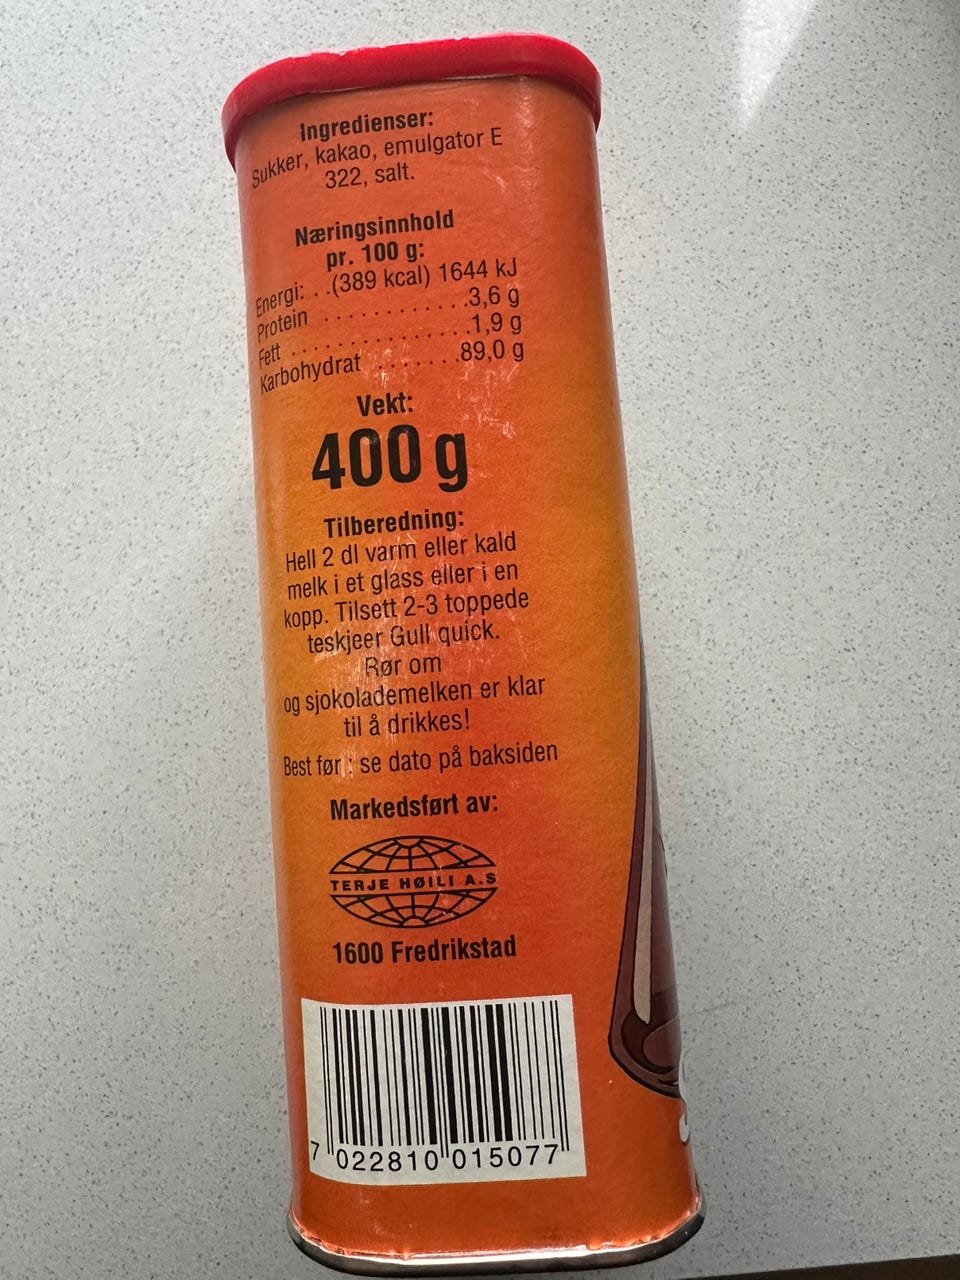 Ingredienser:
Sukker, kakao, emulgator E
322, salt.
Næringsinnhold
pr. 100 g:
Energi: . .(389 kcal) 1644 kJ
Protein . . . . . . . . . . . .3,6 g
Fett . . . . . . . . . . . . . . .1,9 g
Karbohydrat . . . . . . .89,0 g
Vekt:
400 g
Tilberedning:
Hell 2 dl varm eller kald
melk i et glass eller i en
kopp. Tilsett 2-3 toppede
teskjeer Gull quick.
Rør om
og sjokolademelken er klar
til å drikkes!
Best før : se dato på baksiden
Markedsført av:
TERJE HØILI A.S
1600 Fredrikstad
7 022810 015077